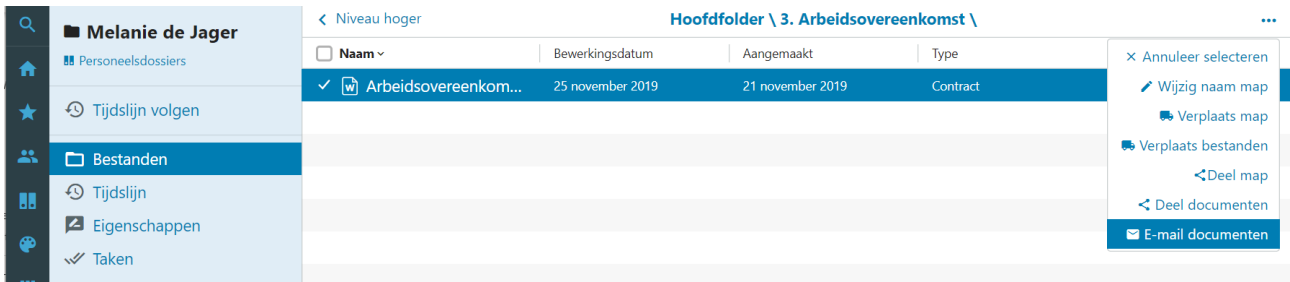 Melanie de Jager
Personeelsdossiers
Tijdslijn volgen
Bestanden
Tijdslijn
Eigenschappen
Taken
Niveau hoger
Hoofdfolder \ 3. Arbeidsovereenkomst \
Naam Bewerkingsdatum Aangemaakt Type
Arbeidsovereenkom... 25 november 2019 21 november 2019 Contract
Annuleer selecteren
Wijzig naam map
Verplaats map
Verplaats bestanden
Deel map
Deel documenten
E-mail documenten